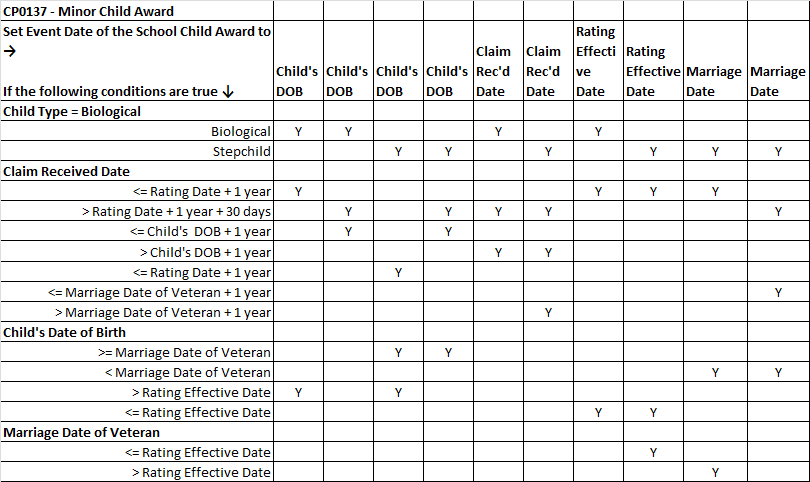 CP0137 - Minor Child Award
Set Event Date of the School Child Award to
→
If the following conditions are true ↓
Child's DOB
Child's DOB
Child's DOB
Child's DOB
Claim Rec'd Date
Claim Rec'd Date
Rating Effecti ve Date
Rating Effective Date
Marriage Date
Marriage Date
Child Type = Biological
Biological Y Y Y Y
Stepchild Y Y Y Y Y Y
Claim Received Date
<= Rating Date + 1 year Y Y Y Y
> Rating Date + 1 year + 30 days Y Y Y Y Y
<= Child's DOB + 1 year Y Y
> Child's DOB + 1 year Y Y
<= Rating Date + 1 year Y
<= Marriage Date of Veteran + 1 year Y
> Marriage Date of Veteran + 1 year Y
Child's Date of Birth
>= Marriage Date of Veteran Y Y
< Marriage Date of Veteran Y Y
> Rating Effective Date Y Y
<= Rating Effective Date Y Y
Marriage Date of Veteran
<= Rating Effective Date Y
> Rating Effective Date Y